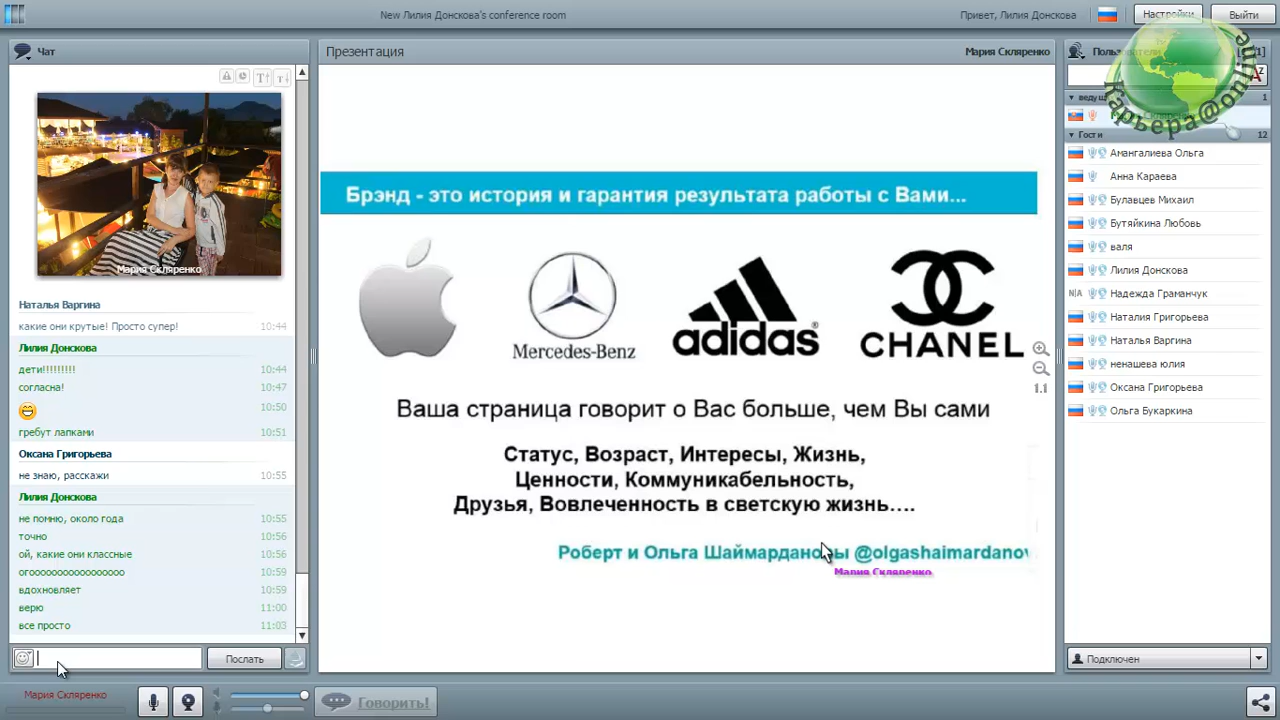 New Лилия Донскова's conference room
Привет, Лилия Донскова
Настройки
Выйти
Чат
Мария Скляренко
Наталья Варгина
какие они крутые! Просто супер! 10:44
Лилия Донскова
дети!!!!!!!!! 10:44
согласна! 10:47
10:50
гребут лапками 10:51
Оксана Григорьева
не знаю, расскажи 10:55
Лилия Донскова
не помню, около года 10:55
точно 10:56
ой, какие они классные 10:56
огоооооооооооооооо 10:59
вдохновляет 10:59
верю 11:00
все просто 11:03
Послать
Мария Скляренко
Говорить!
Презентация
Мария Скляренко
Брэнд - это история и гарантия результата работы с Вами...
Mercedes-Benz
adidas®
CHANEL
Ваша страница говорит о Вас больше, чем Вы сами
Статус, Возраст, Интересы, Жизнь,
Ценности, Коммуникабельность,
Друзья, Вовлеченность в светскую жизнь....
Роберт и Ольга Шаймардановы @olgashaimardanov
Мария Скляренко
1.1
Карьера@online
Гости 12
Амангалиева Ольга
Анна Караева
Булавцев Михаил
Бутяйкина Любовь
валя
Лилия Донскова
N/A Надежда Граманчук
Наталия Григорьева
Наталья Варгина
ненашева юлия
Оксана Григорьева
Ольга Букаркина
Подключен